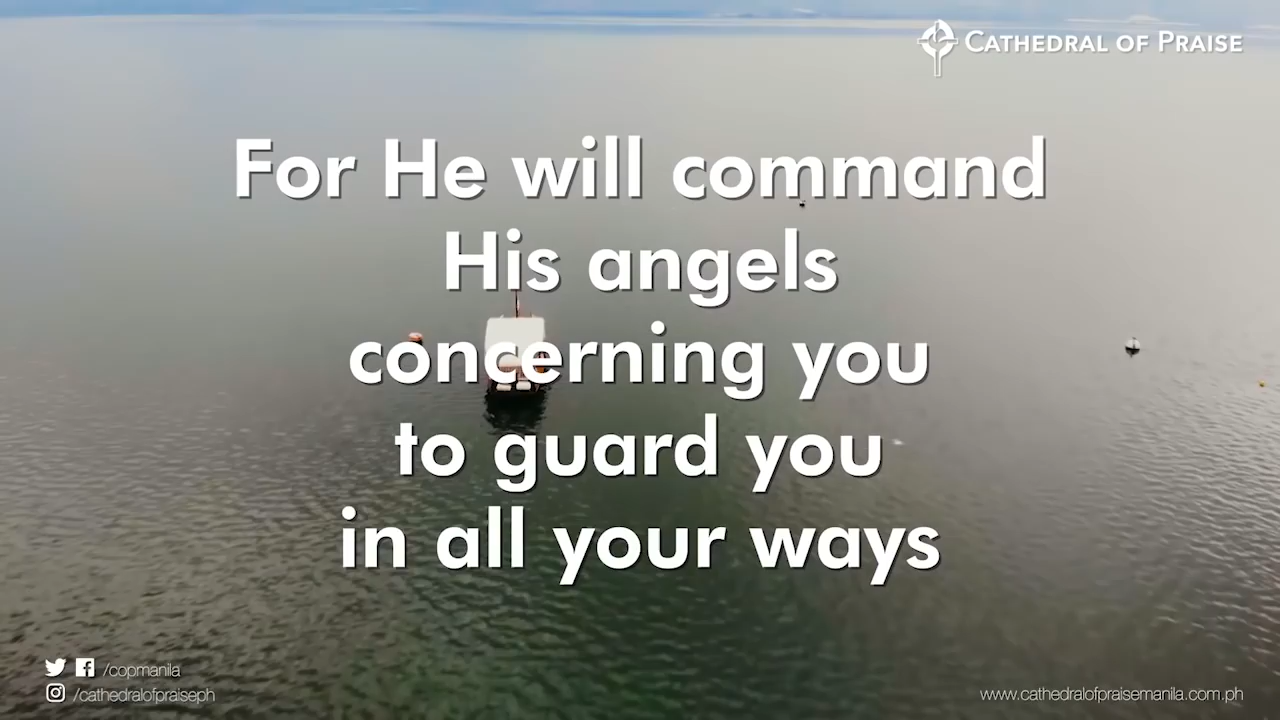 CATHEDRAL OF PRAISE
For He will command
His angels
concerning you
to guard you
in all your ways
/copmanila
/cathedralofpraiseph
www.cathedralofpraisemanila.com.ph